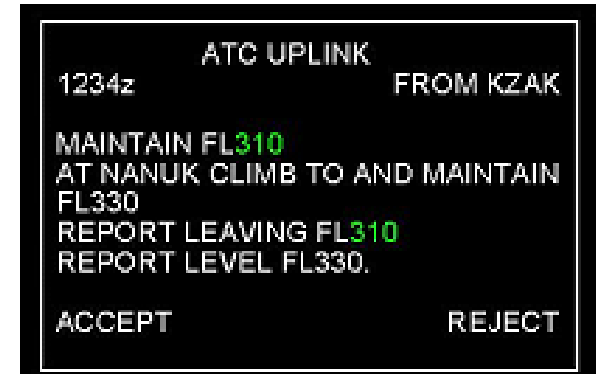 ATC UPLINK
1234z FROM KZAK
MAINTAIN FL310
AT NANUK CLIMB TO AND MAINTAIN
FL330
REPORT LEAVING FL310
REPORT LEVEL FL330.
ACCEPT REJECT